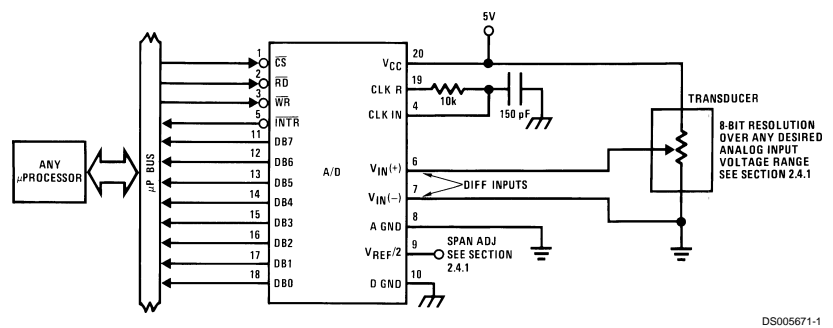 5V
1
CS
2
RD
3
WR
5
INTR
11
DB7
12
DB6
13
DB5
14
DB4
15
DB3
16
DB2
17
DB1
18
DB0
ANY
µPROCESSOR
µP BUS
A/D
20
VCC
19
CLK R
10k
4
CLK IN
150 pF
6
VIN(+)
DIFF INPUTS
7
VIN(−)
8
A GND
9
VREF/2
SPAN ADJ
SEE SECTION
2.4.1
10
D GND
TRANSDUCER
8-BIT RESOLUTION
OVER ANY DESIRED
ANALOG INPUT
VOLTAGE RANGE
SEE SECTION 2.4.1
DS005671-1